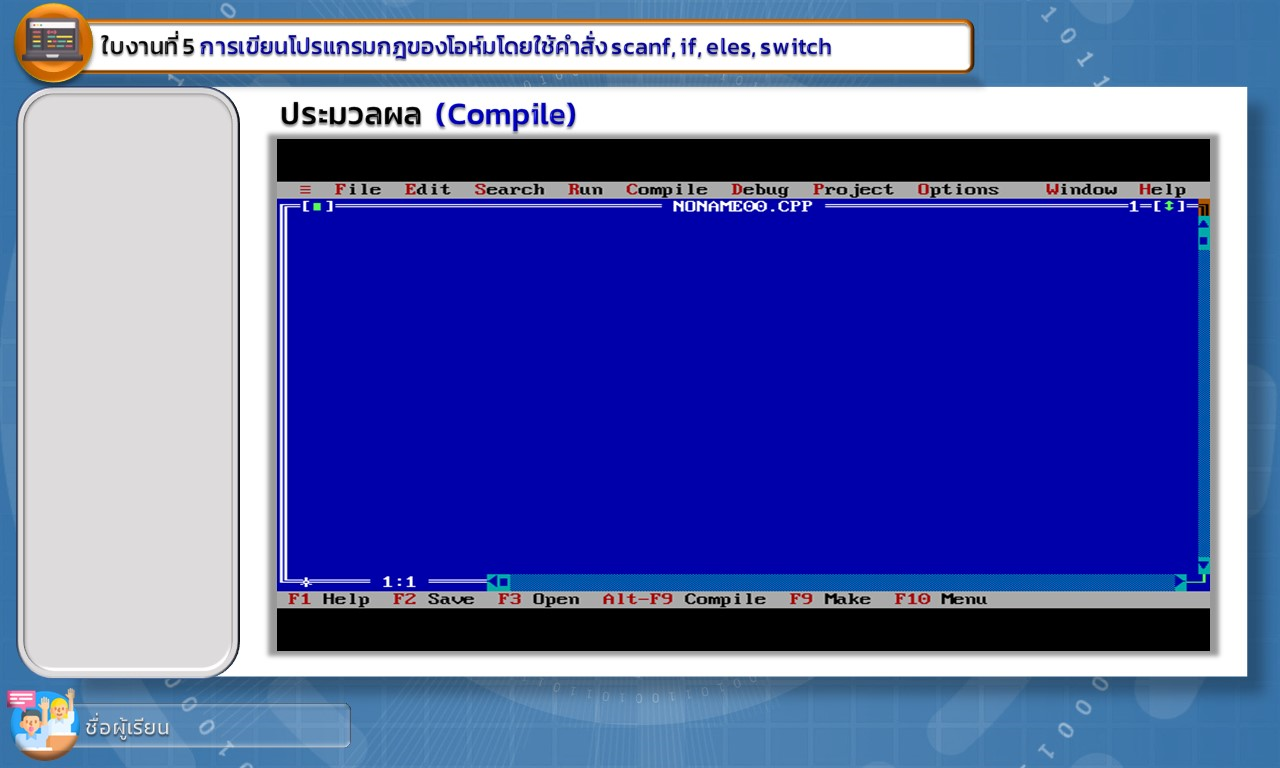 ใบงานที่ 5 การเขียนโปรแกรมกฎของโอห์มโดยใช้คำสั่ง scanf, if, eles, switch
ประมวลผล (Compile)
≡ File Edit Search Run Compile Debug Project Options Window Help
[■] NONAME00.CPP 1=[↕]
* 1:1
F1 Help F2 Save F3 Open Alt-F9 Compile F9 Make F10 Menu
ชื่อผู้เรียน